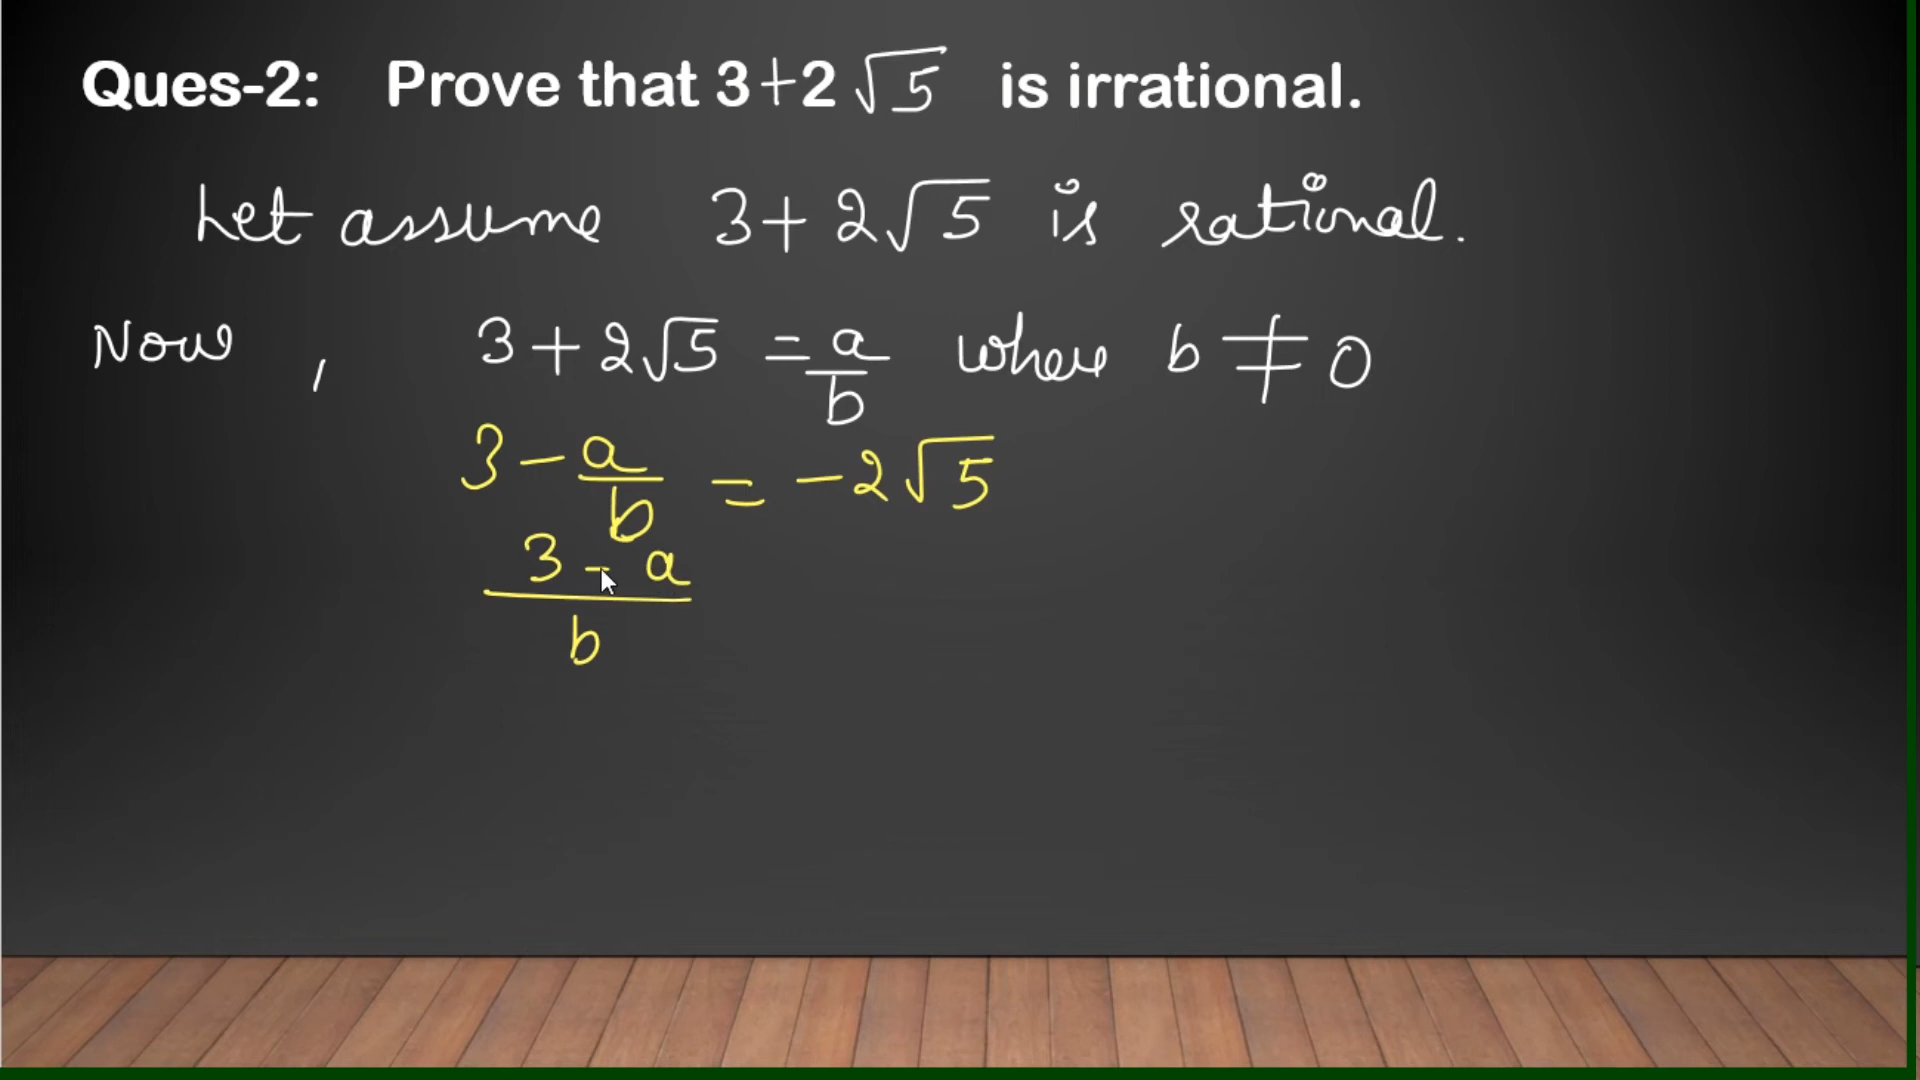 Ques-2: Prove that 3+2√5 is irrational.
Let assume 3+2√5 is rational.
Now, 3+2√5 = a/b where b ≠ 0
3 - a/b = -2√5
3 - a / b